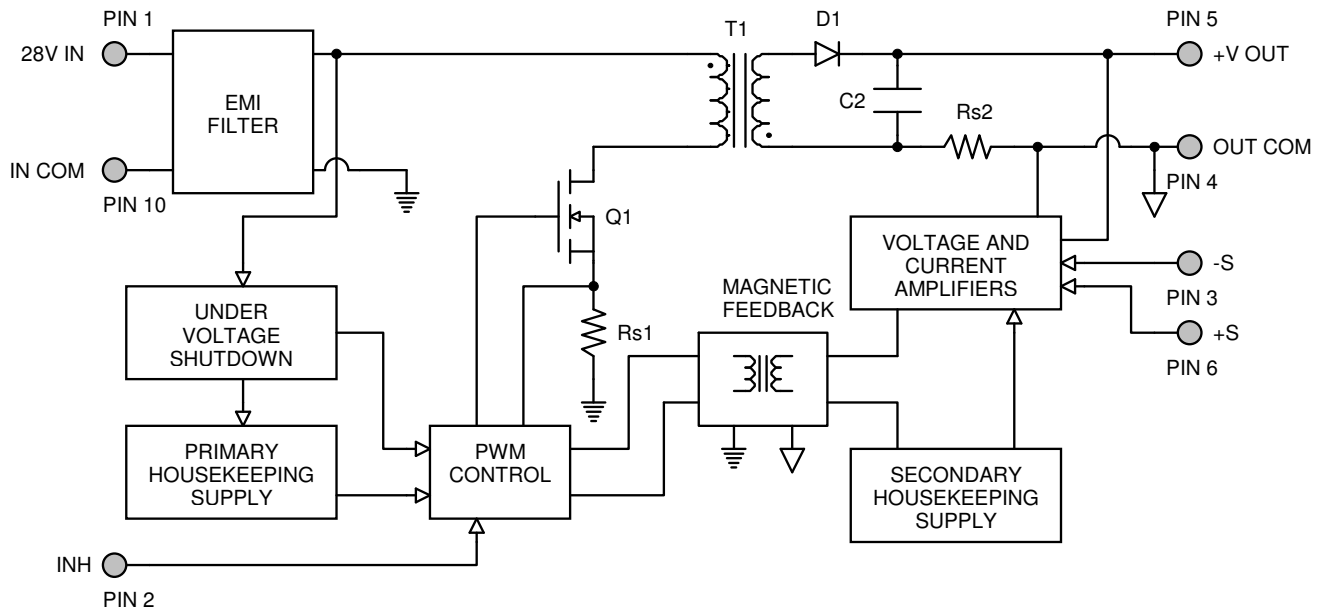 PIN 1
T1
D1
PIN 5
28V IN
+V OUT
EMI
FILTER
C2
Rs2
IN COM
OUT COM
PIN 10
PIN 4
Q1
VOLTAGE AND
CURRENT
AMPLIFIERS
-S
MAGNETIC
FEEDBACK
PIN 3
UNDER
VOLTAGE
SHUTDOWN
Rs1
+S
PIN 6
PRIMARY
HOUSEKEEPING
SUPPLY
PWM
CONTROL
SECONDARY
HOUSEKEEPING
SUPPLY
INH
PIN 2